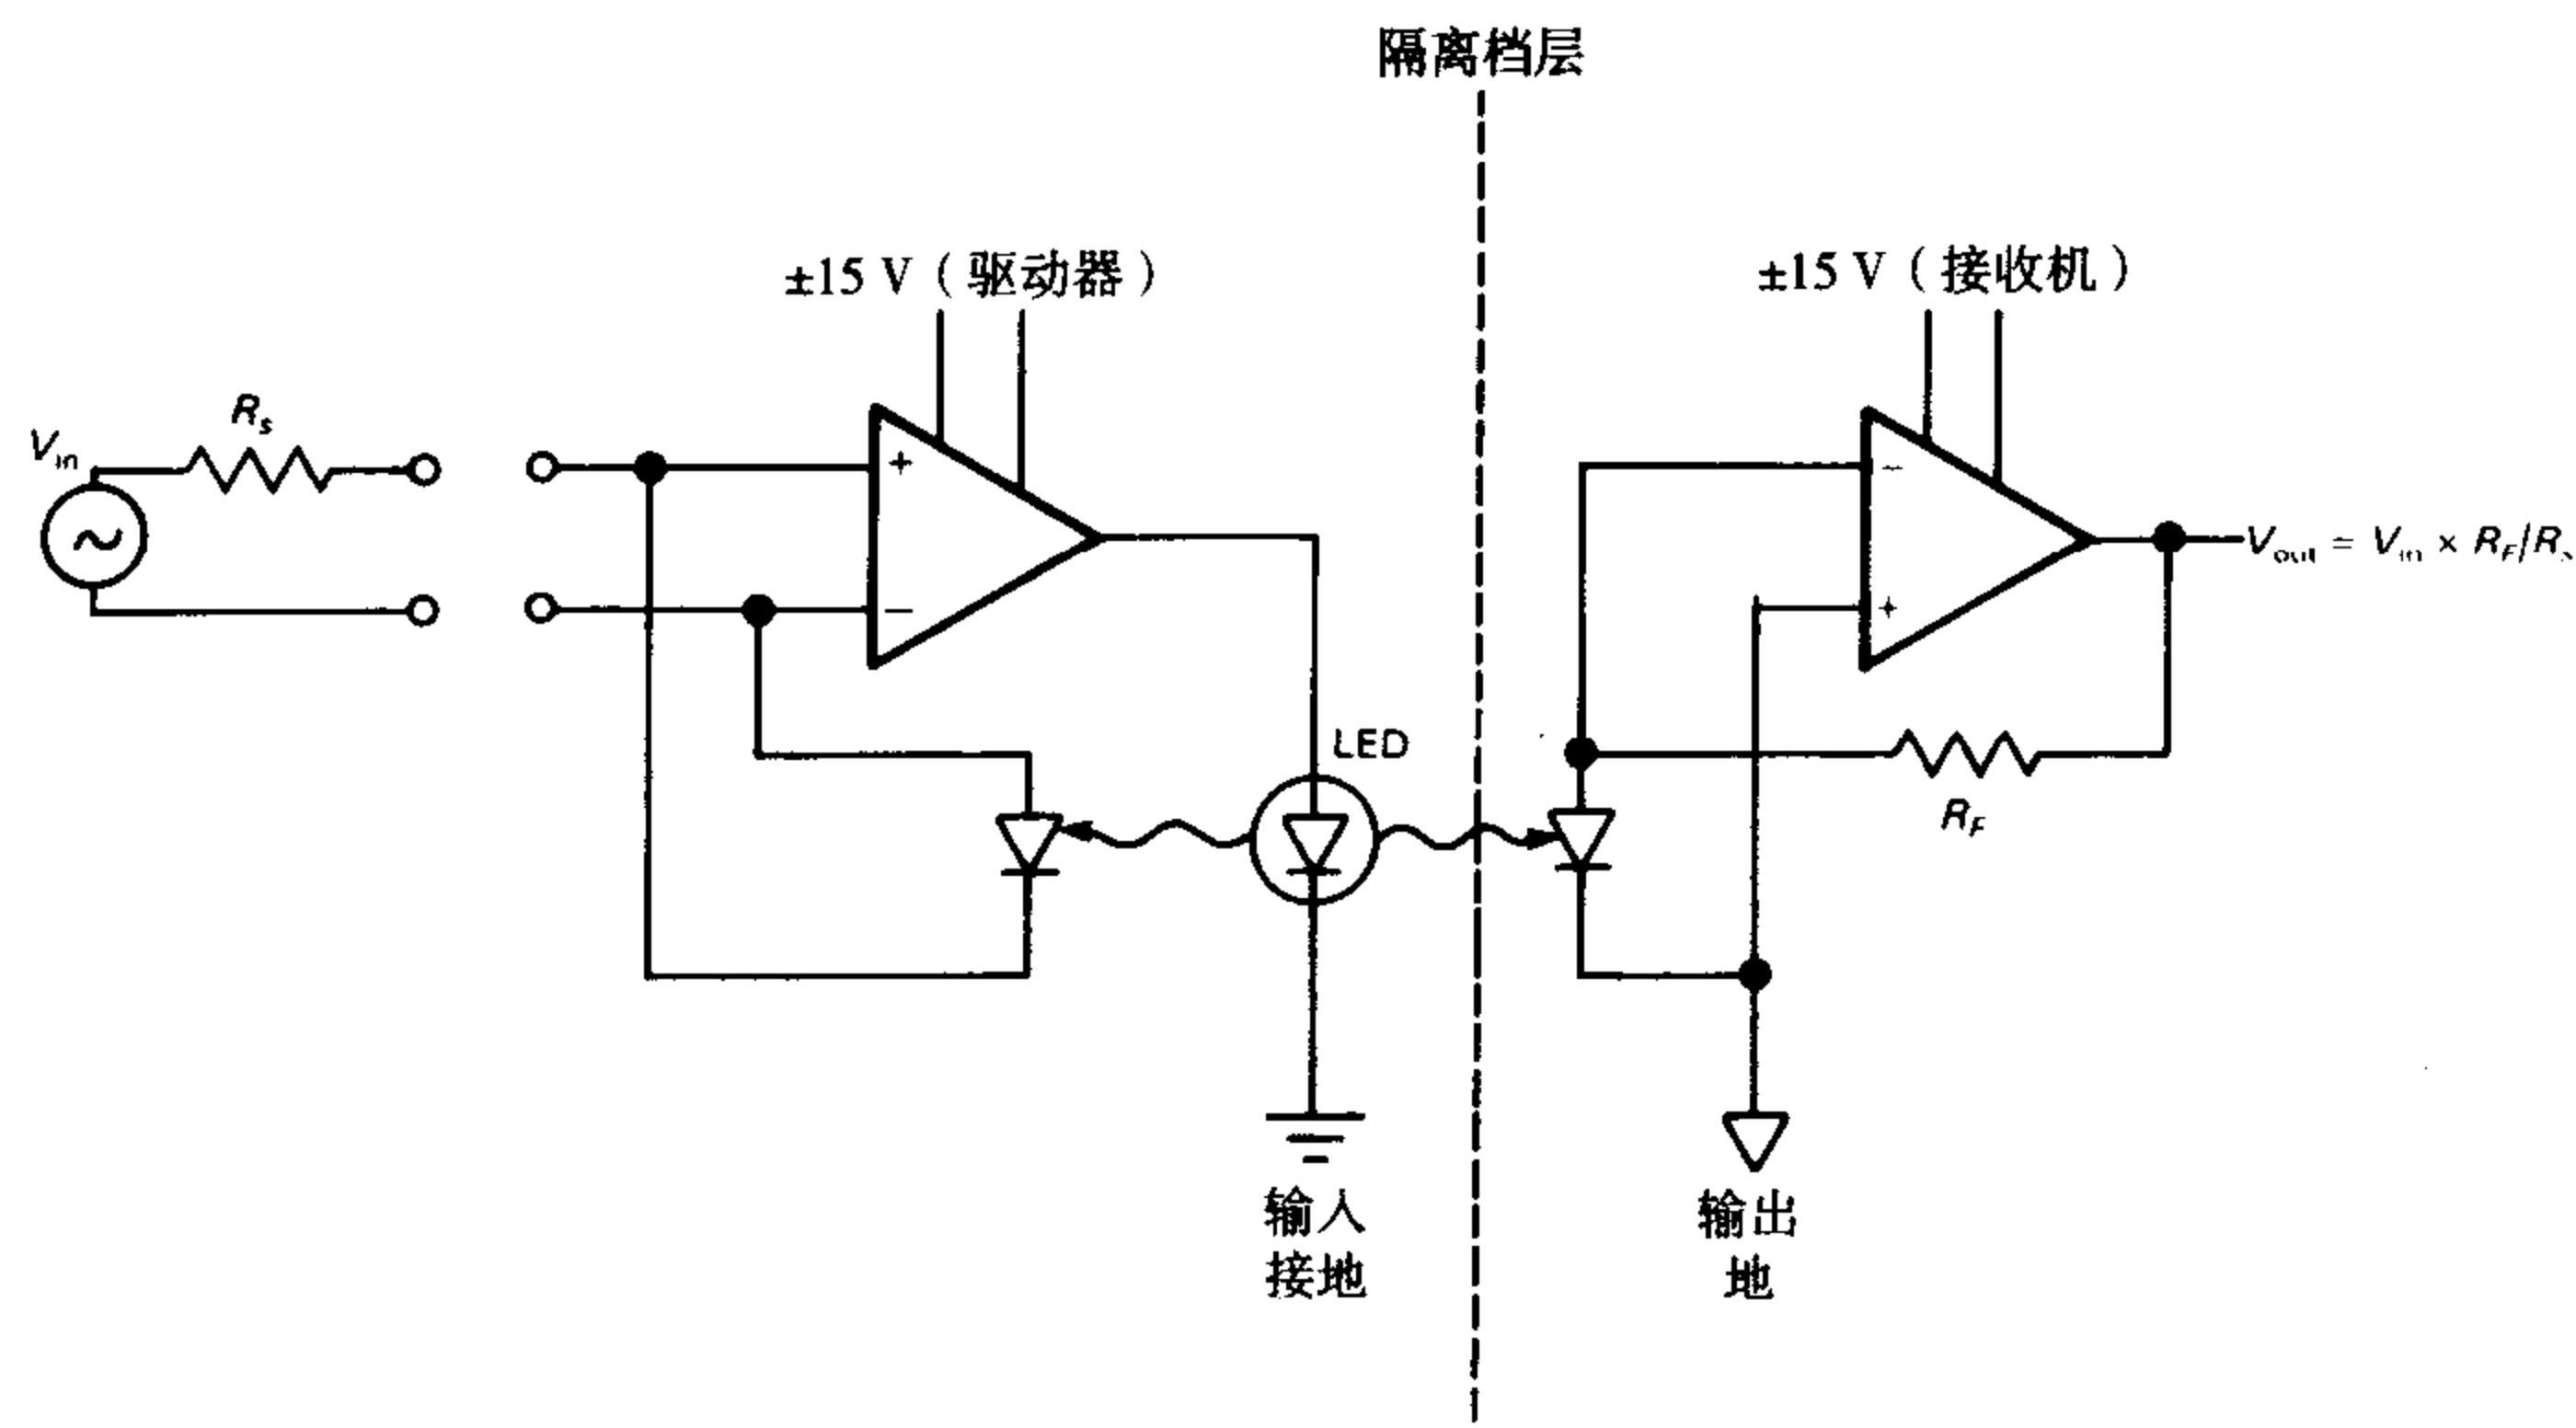 隔离档层
±15 V（驱动器）
±15 V（接收机）
Rs
Vin
+
−
−
+
Vout = Vin × RF/Rs
LED
RF
输入
接地
输出
地